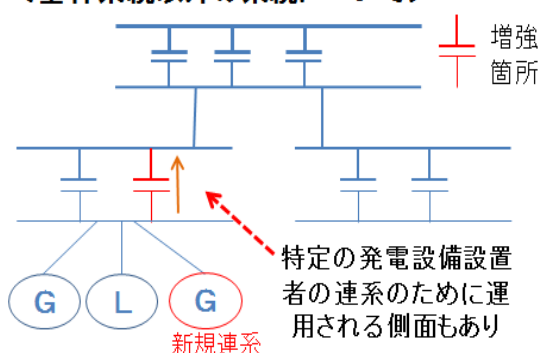 増強
箇所
特定の発電設備設置
者の連系のために運
用される側面もあり
G
L
G
新規連系